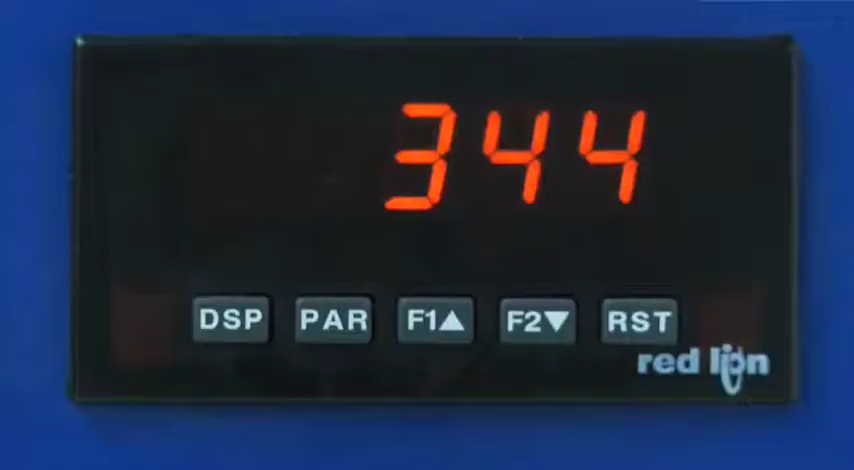 344
DSP PAR F1▲ F2▼ RST
red lion